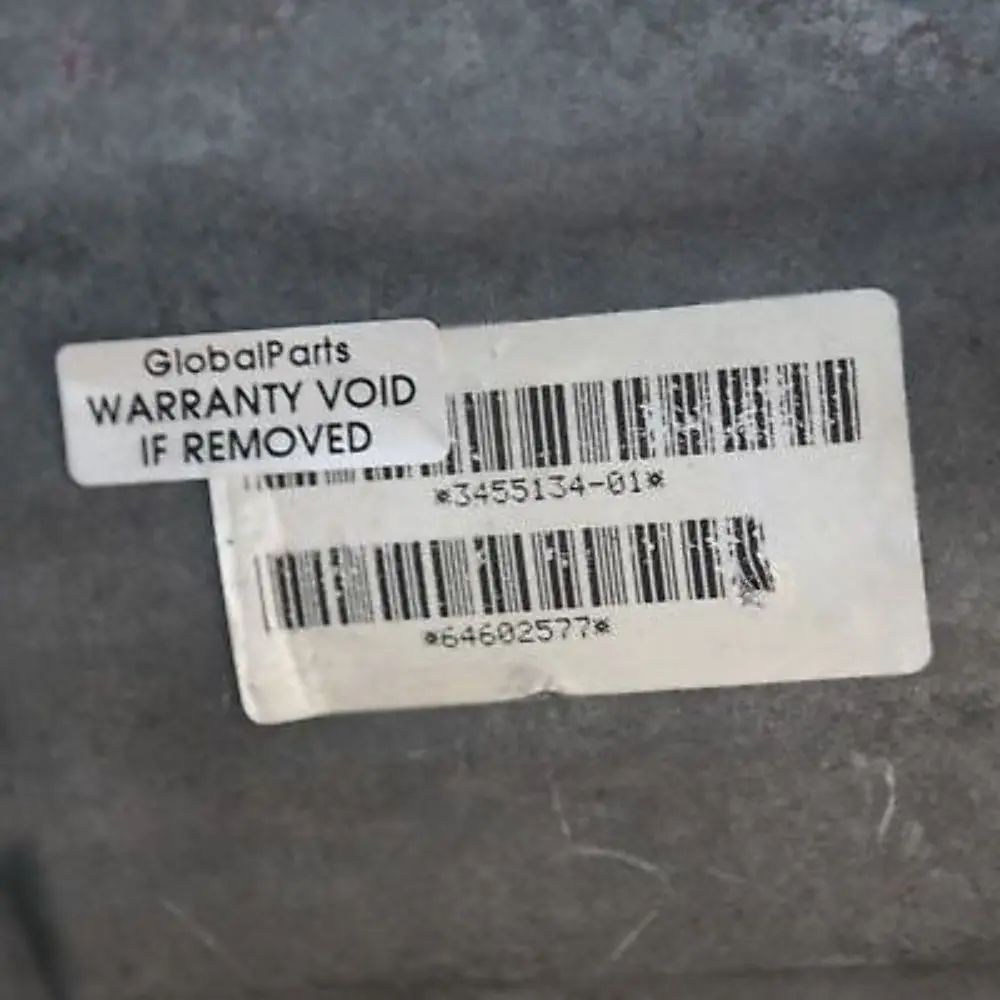 GlobalParts
WARRANTY VOID
IF REMOVED
*3455134-01*
*64602577*